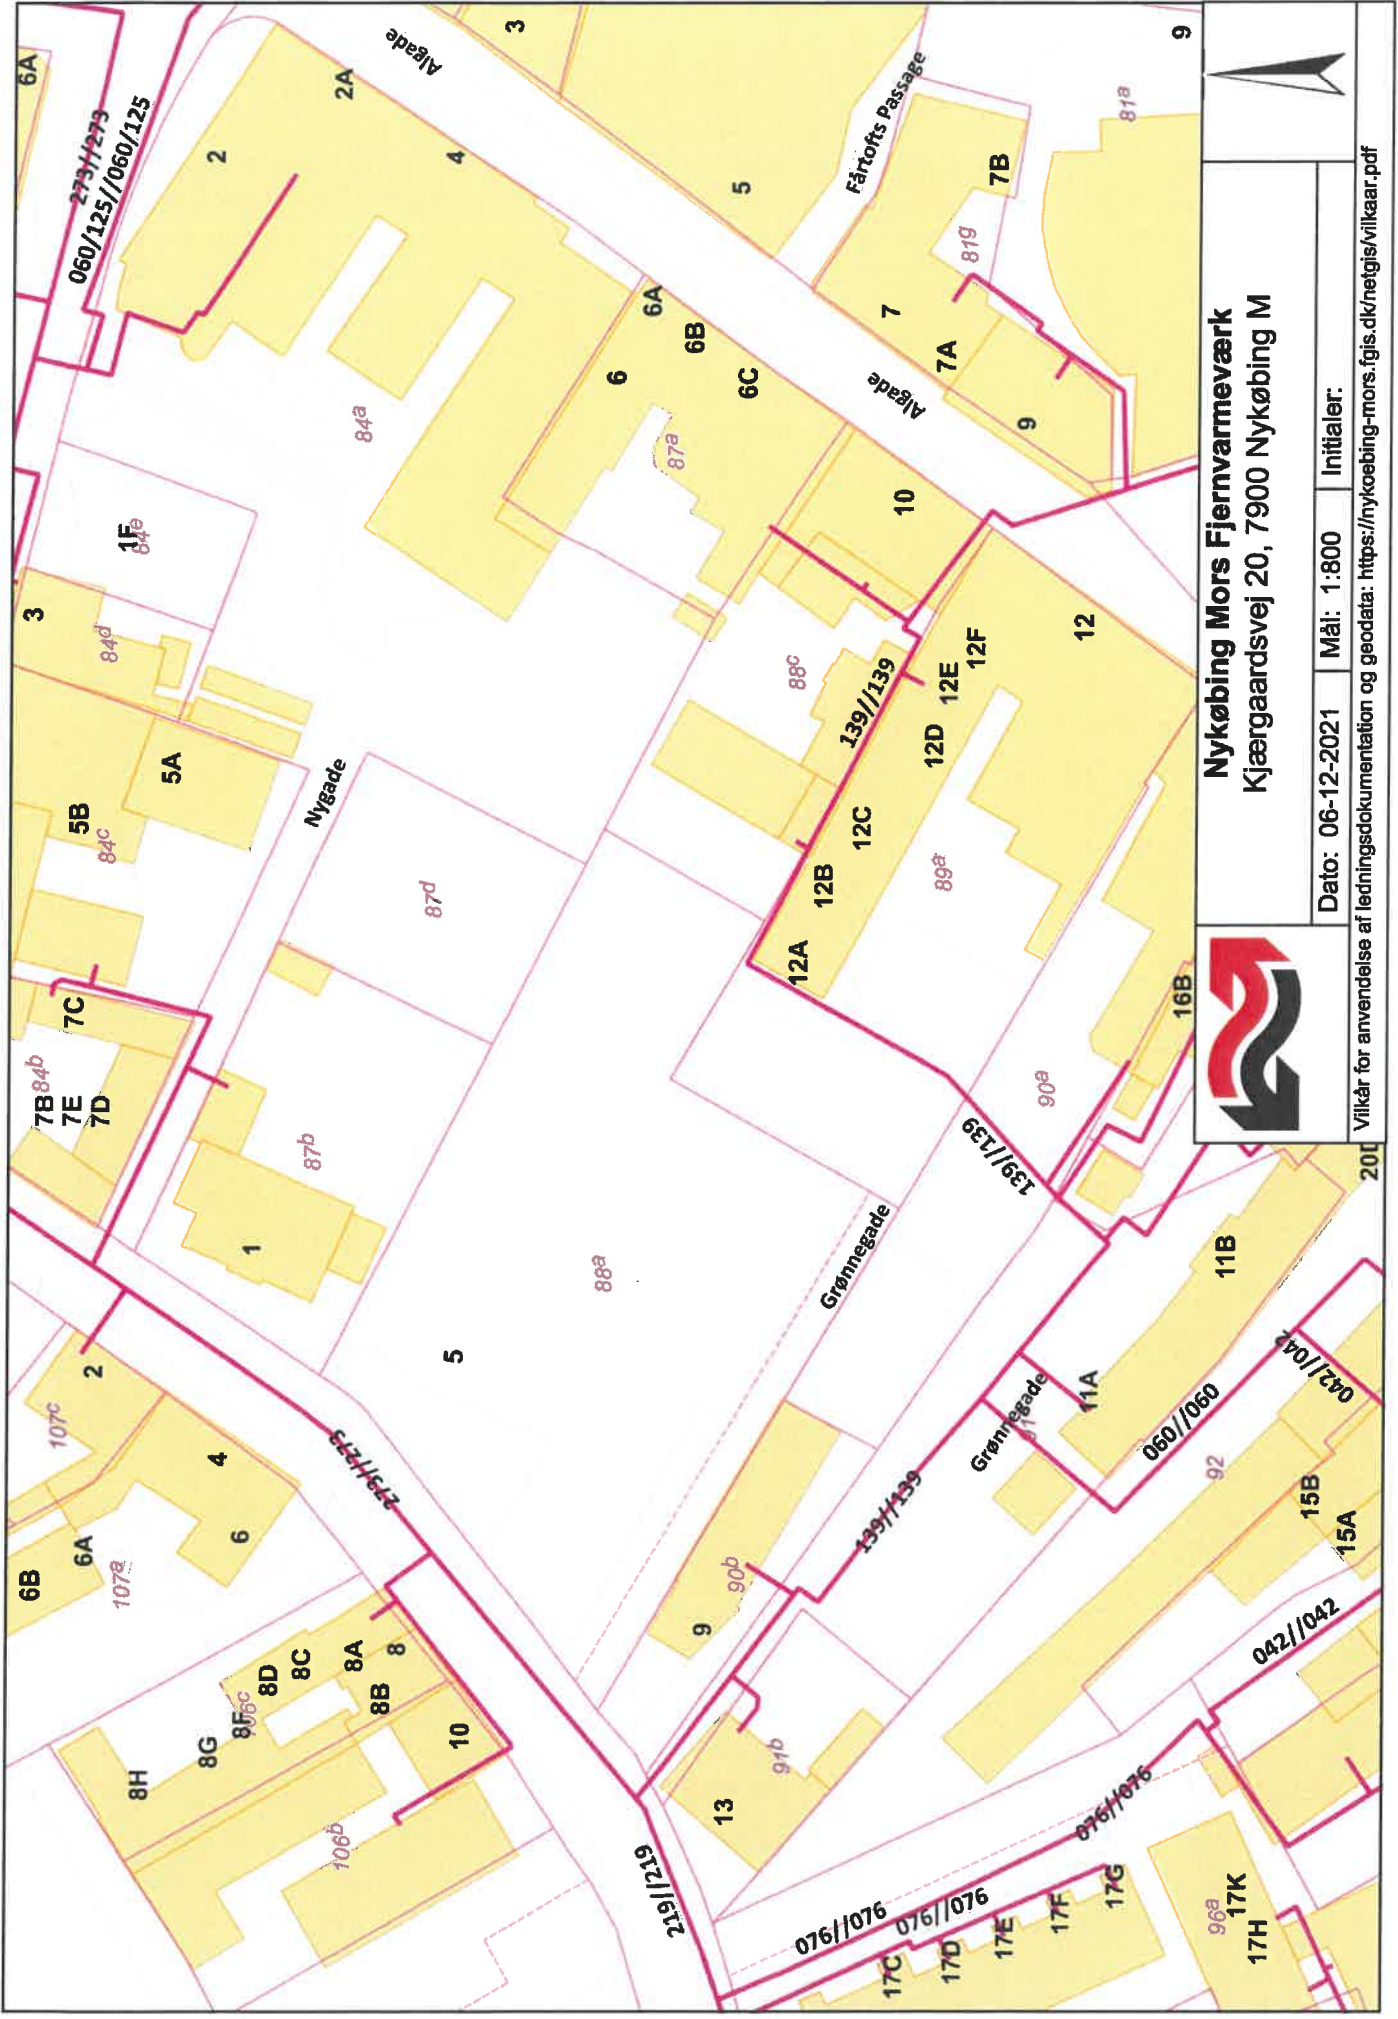 6A
273//273
060/125//060/125
2
2A
4
Algade
3
5
9
Fårtofts Passage
7B
81a
81g
7
7A
9
Algade
6A
6B
6C
6
84a
87a
10
1F
84e
3
84d
5A
5B
84c
Nygade
87d
88c
139//139
12
12F
12E
12D
12C
12B
12A
89a
7C
84b
7B
7E
7D
87b
1
88a
5
90a
16B
139//139
Grønnegade
11B
20D
11A
Grønnegade
91
060//060
042//042
92
15B
15A
042//042
2
107c
4
6
6A
6B
107a
273//273
8
8A
8B
8C
8D
8F
106c
8G
8H
10
106b
9
90b
139//139
13
91b
219//219
076//076
076//076
076//076
17C
17D
17E
17F
17G
96a
17K
17H
Nykøbing Mors Fjernvarmeværk
Kjærgaardsvej 20, 7900 Nykøbing M
Dato: 06-12-2021
Mål: 1:800
Initialer:
Vilkår for anvendelse af ledningsdokumentation og geodata: https://nykoebing-mors.fgis.dk/netgis/vilkaar.pdf